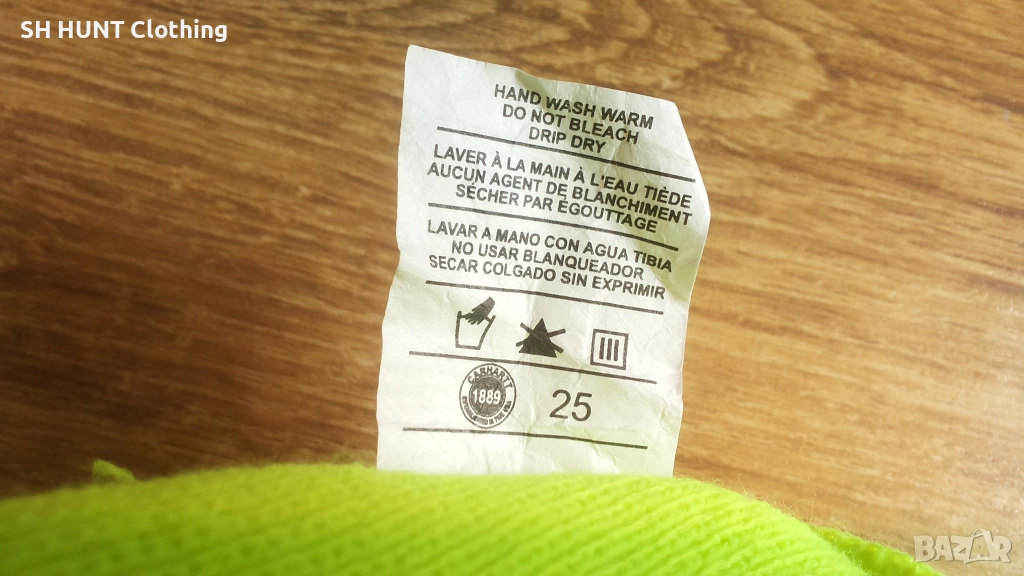 SH HUNT Clothing
HAND WASH WARM
DO NOT BLEACH
DRIP DRY
LAVER À LA MAIN À L'EAU TIÈDE
AUCUN AGENT DE BLANCHIMENT
SÉCHER PAR ÉGOUTTAGE
LAVAR A MANO CON AGUA TIBIA
NO USAR BLANQUEADOR
SECAR COLGADO SIN EXPRIMIR
CARHARTT
1889
25
BAZAR